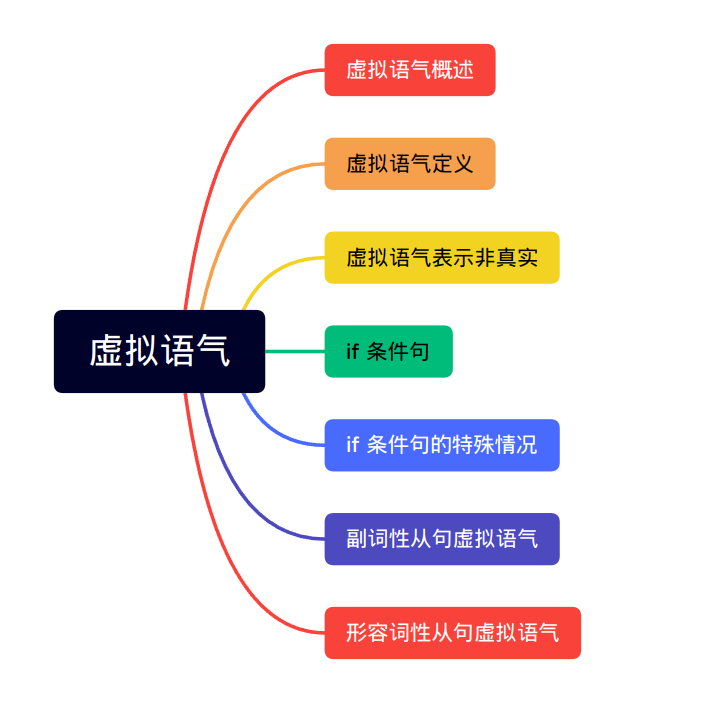 虚拟语气概述
虚拟语气定义
虚拟语气表示非真实
虚拟语气
if 条件句
if 条件句的特殊情况
副词性从句虚拟语气
形容词性从句虚拟语气